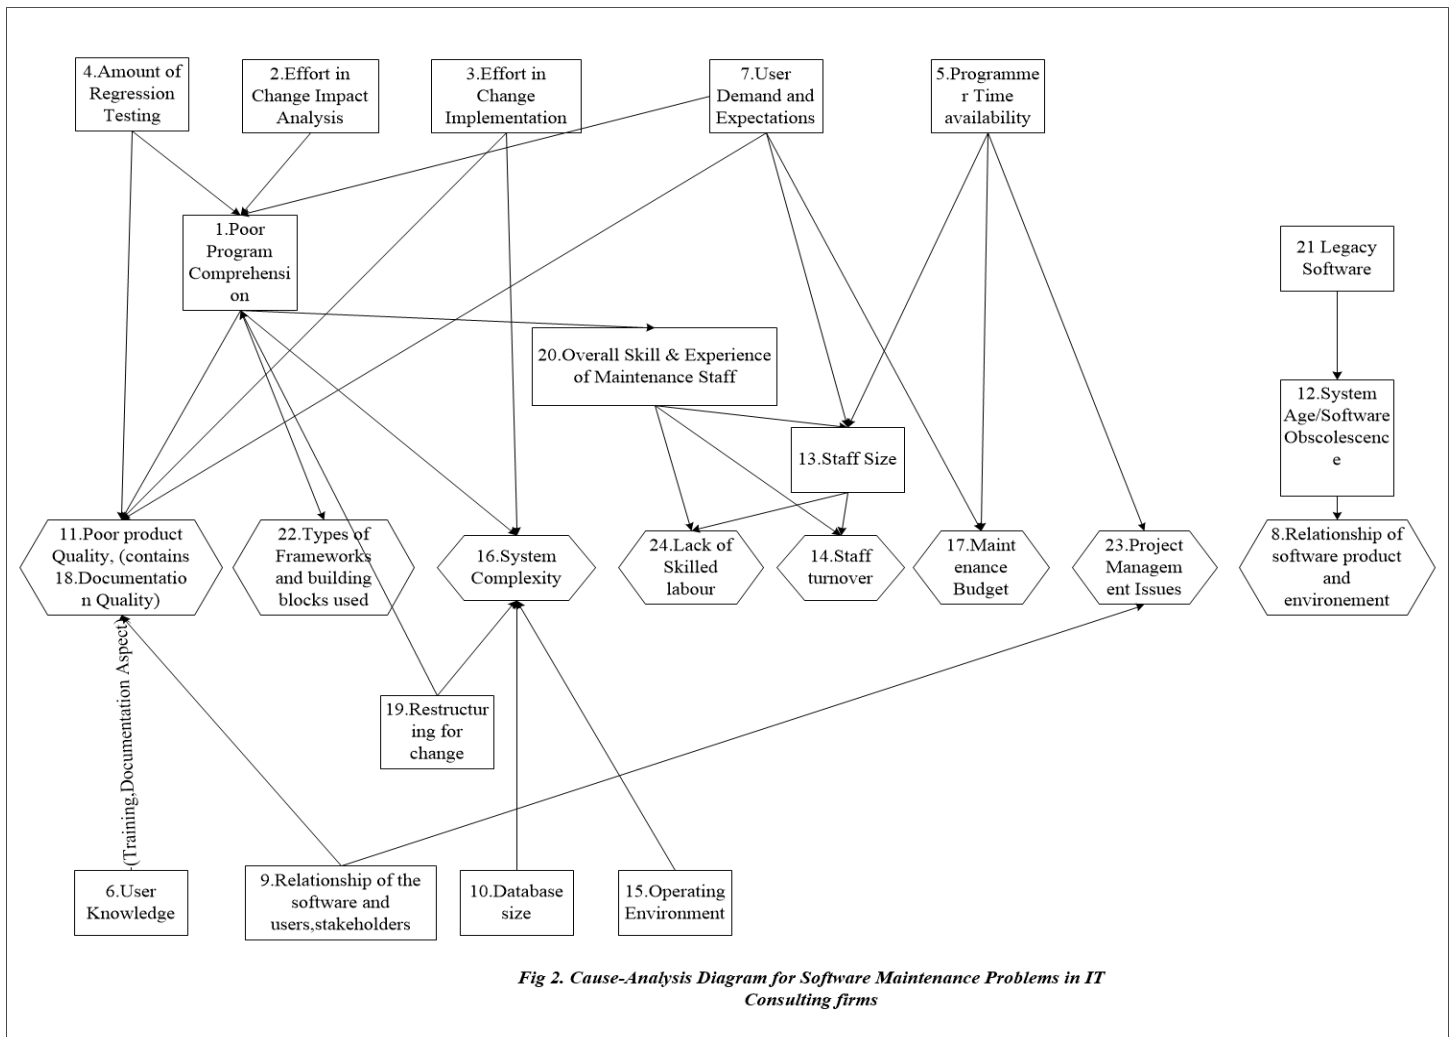 4.Amount of
Regression
Testing
2.Effort in
Change Impact
Analysis
3.Effort in
Change
Implementation
7.User
Demand and
Expectations
5.Programme
r Time
availability
1.Poor
Program
Comprehensi
on
21 Legacy
Software
20.Overall Skill & Experience
of Maintenance Staff
12.System
Age/Software
Obscolescenc
e
13.Staff Size
11.Poor product
Quality, (contains
18.Documentatio
n Quality)
22.Types of
Frameworks
and building
blocks used
16.System
Complexity
24.Lack of
Skilled
labour
14.Staff
turnover
17.Maint
enance
Budget
23.Project
Managem
ent Issues
8.Relationship of
software product
and
environement
(Training,Documentation Aspect)
19.Restructur
ing for
change
6.User
Knowledge
9.Relationship of the
software and
users,stakeholders
10.Database
size
15.Operating
Environment
Fig 2. Cause-Analysis Diagram for Software Maintenance Problems in IT
Consulting firms